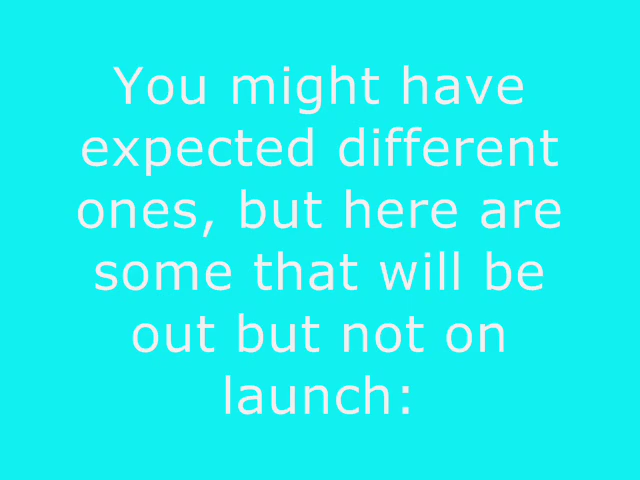 You might have
expected different
ones, but here are
some that will be
out but not on
launch: